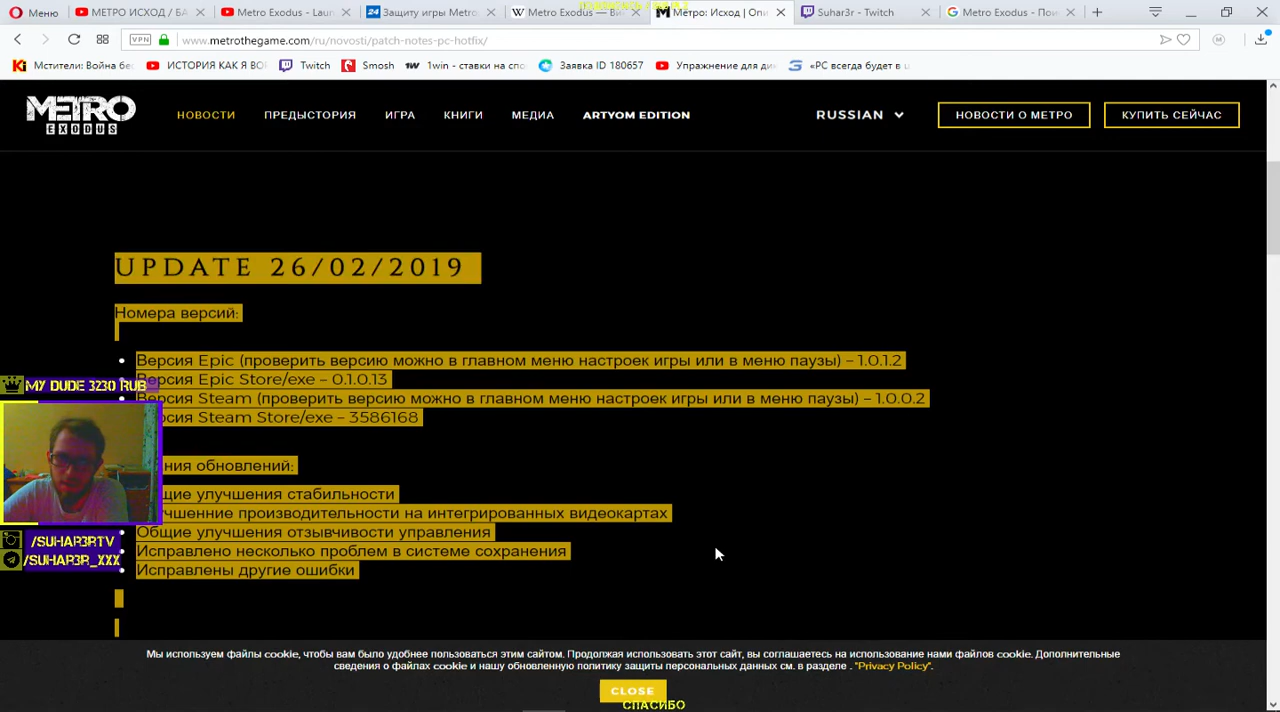 Меню
МЕТРО ИСХОД / БА
Metro Exodus - Laun
Защиту игры Metro
Metro Exodus — Ви
Метро: Исход | Опи
Suhar3r - Twitch
Metro Exodus - Пои
VPN
www.metrothegame.com/ru/novosti/patch-notes-pc-hotfix/
Мстители: Война бес
ИСТОРИЯ КАК Я ВО
Twitch
Smosh
1win - ставки на спо
Заявка ID 180657
Упражнение для ди
«PC всегда будет в ц
METRO
EXODUS
НОВОСТИ
ПРЕДЫСТОРИЯ
ИГРА
КНИГИ
МЕДИА
ARTYOM EDITION
RUSSIAN
НОВОСТИ О МЕТРО
КУПИТЬ СЕЙЧАС
UPDATE 26/02/2019
Номера версий:
Версия Epic (проверить версию можно в главном меню настроек игры или в меню паузы) – 1.0.1.2
Версия Epic Store/exe – 0.1.0.13
Версия Steam (проверить версию можно в главном меню настроек игры или в меню паузы) – 1.0.0.2
рсия Steam Store/exe – 3586168
ния обновлений:
щие улучшения стабильности
учшенние производительности на интегрированных видеокартах
Общие улучшения отзывчивости управления
Исправлено несколько проблем в системе сохранения
Исправлены другие ошибки
MY DUDE 3230 RUB
/SUHAR3RTV
/SUHAR3R_XXX
Мы используем файлы cookie, чтобы вам было удобнее пользоваться этим сайтом. Продолжая использовать этот сайт, вы соглашаетесь на использование нами файлов cookie. Дополнительные
сведения о файлах cookie и нашу обновленную политику защиты персональных данных см. в разделе . "Privacy Policy".
CLOSE
СПАСИБО